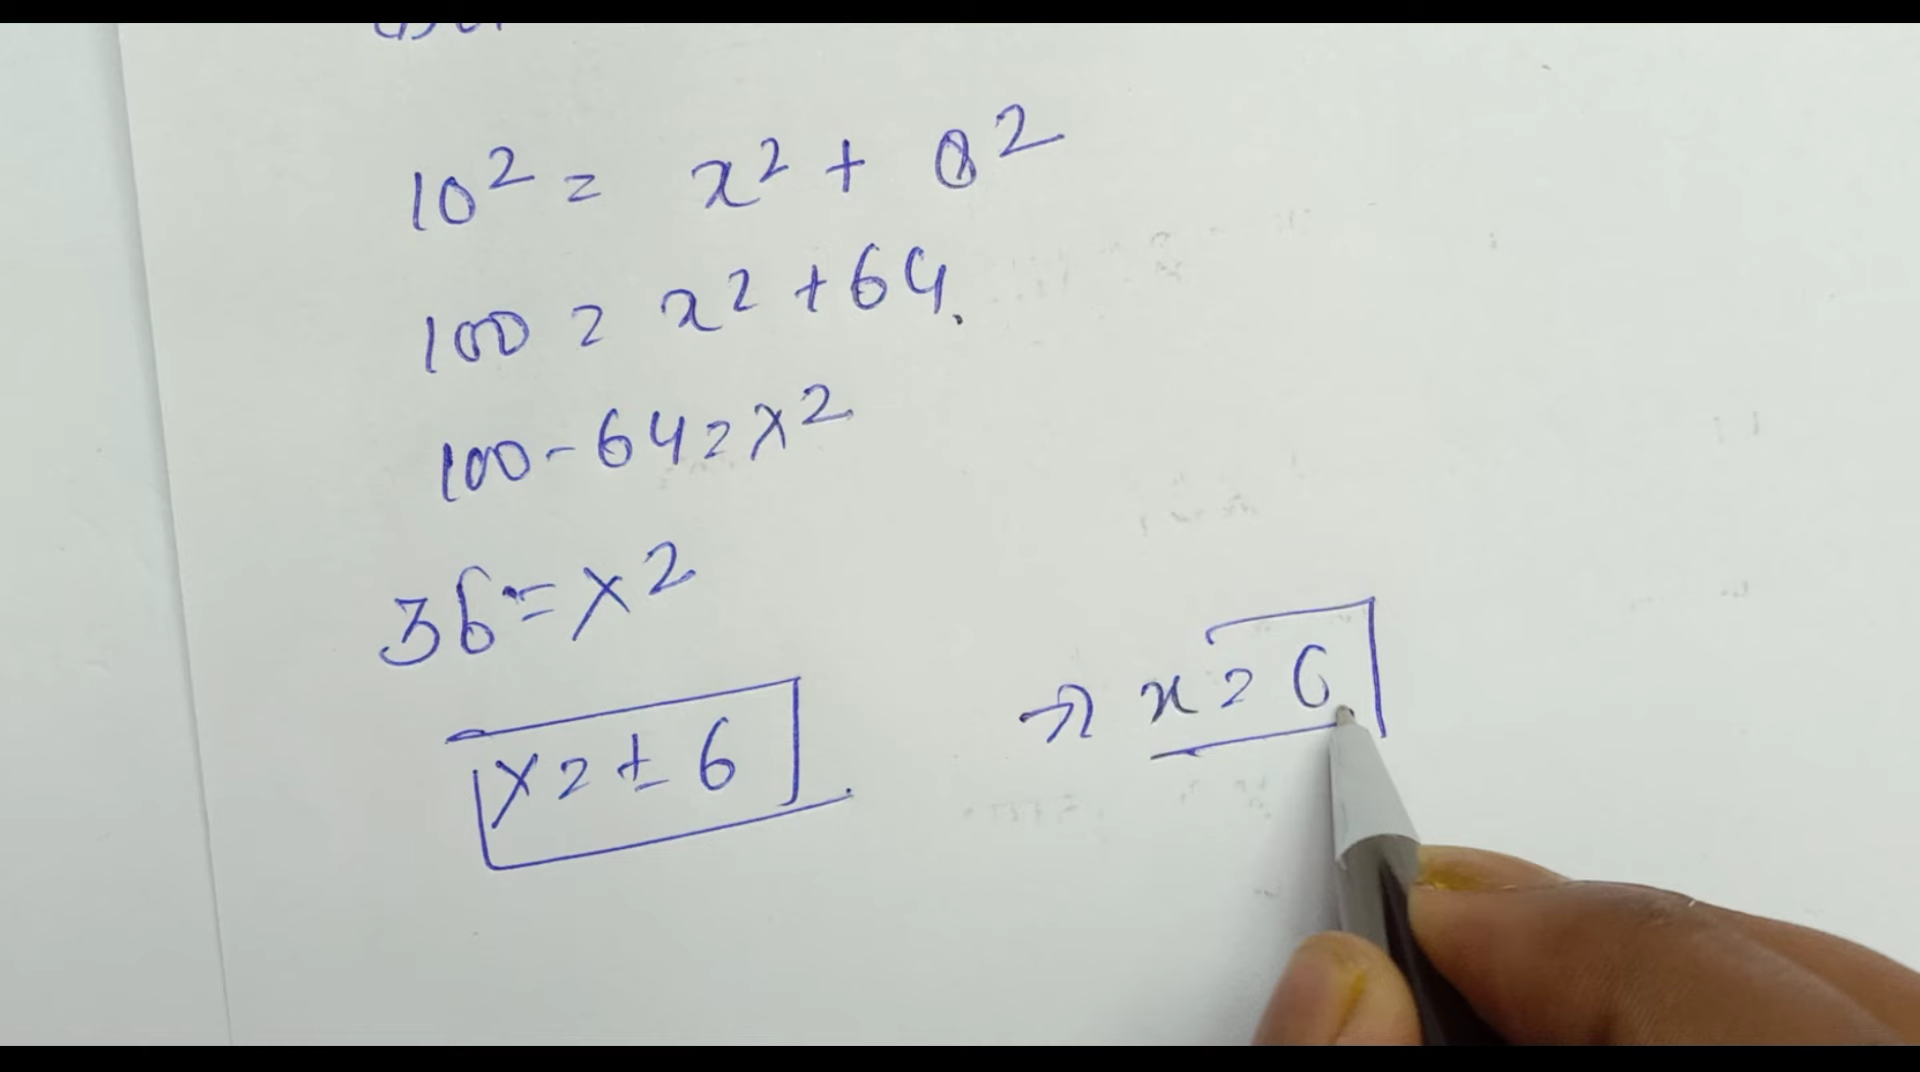 10² = x² + 8²
100 = x² + 64.
100 - 64 = x²
36 = x²
x = ± 6
→ x = 6